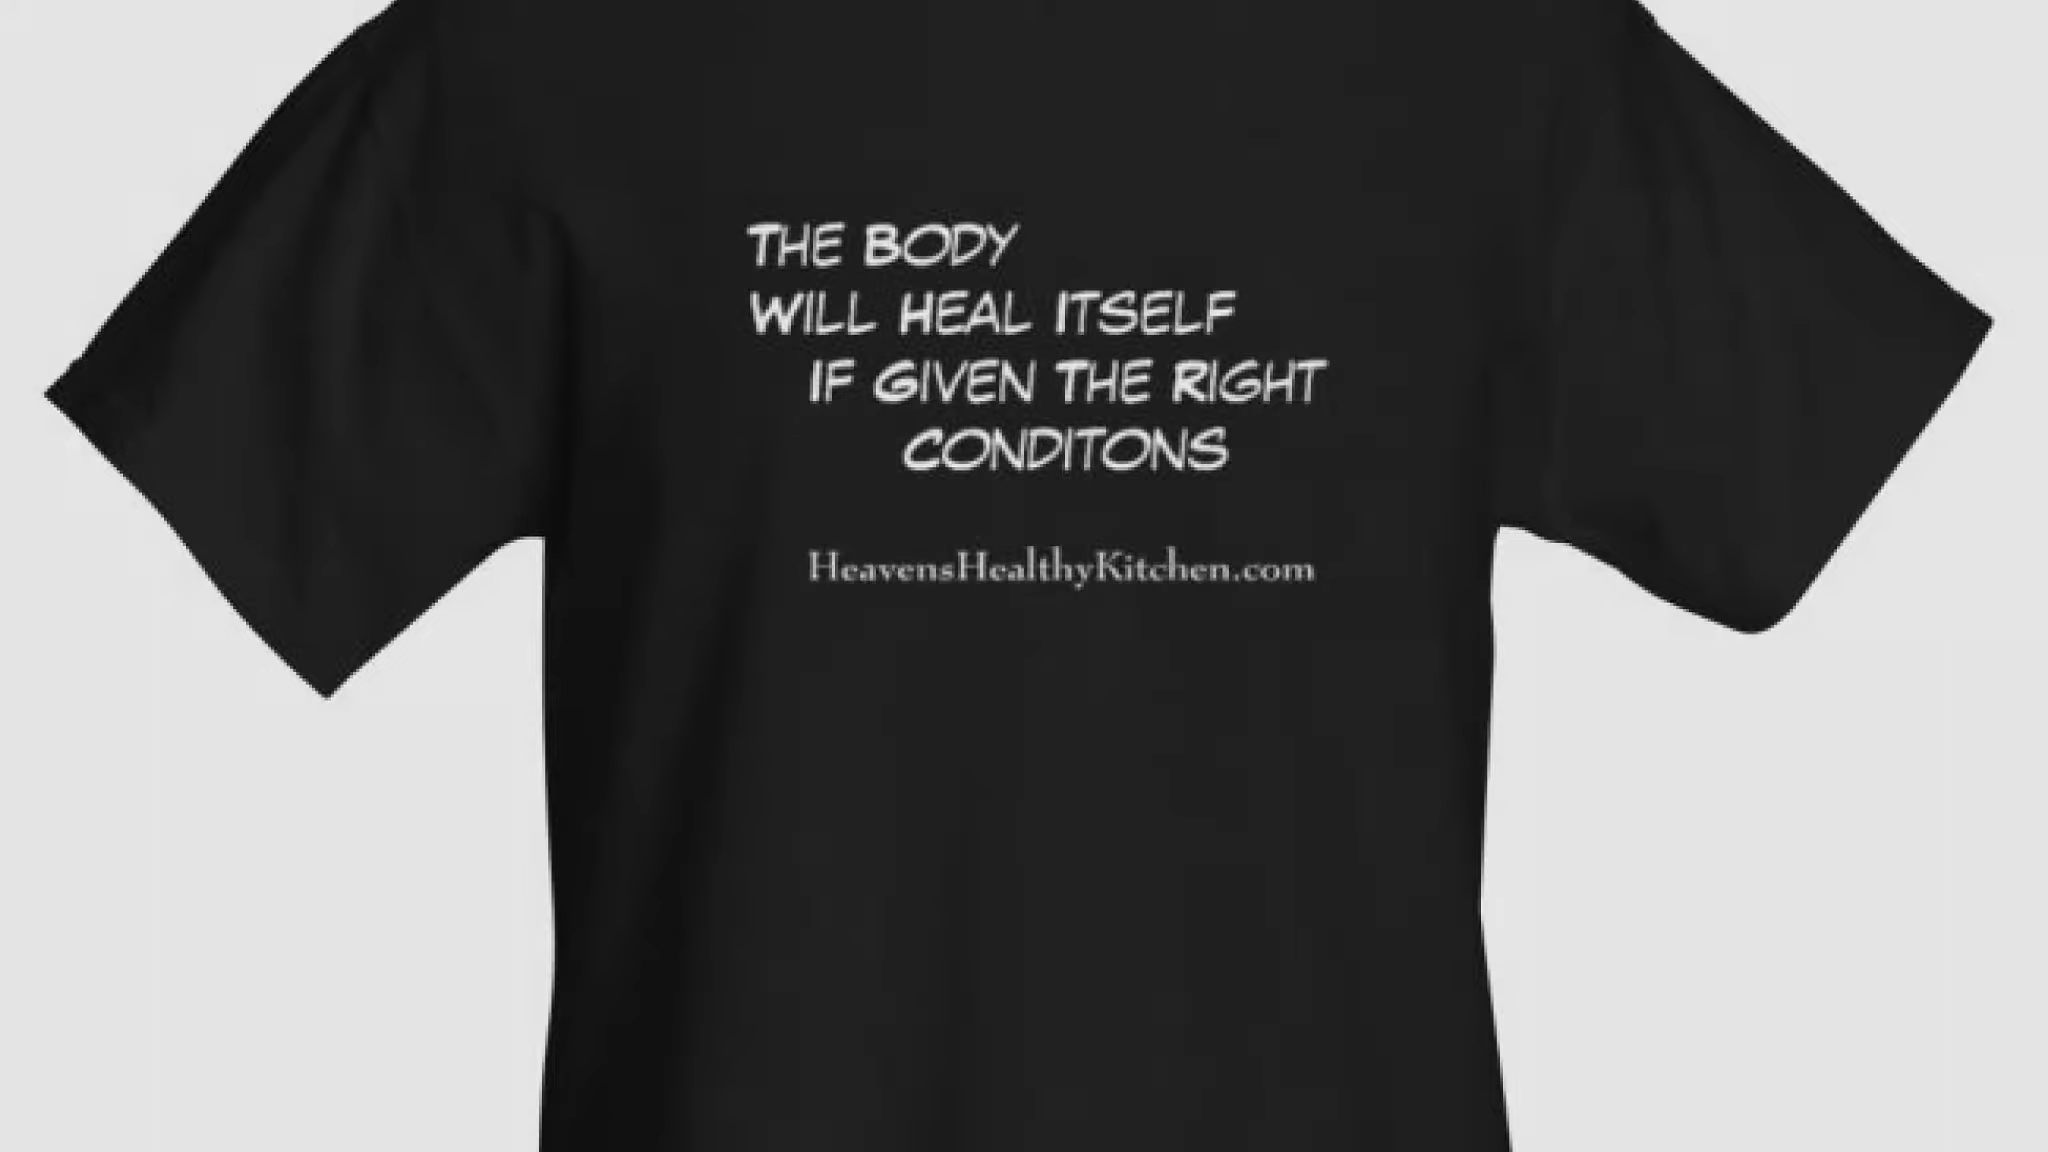 THE BODY
WILL HEAL ITSELF
IF GIVEN THE RIGHT
CONDITONS
HeavensHealthyKitchen.com